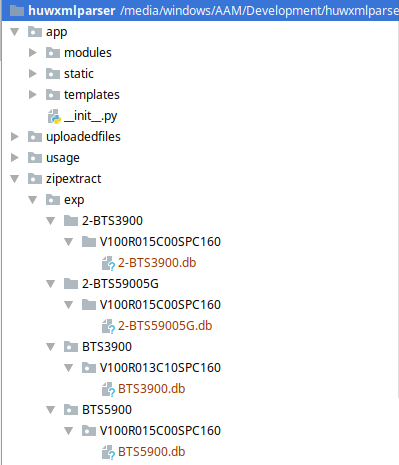 huwxmlparser /media/windows/AAM/Development/huwxmlparse
app
modules
static
templates
__init__.py
uploadedfiles
usage
zipextract
exp
2-BTS3900
V100R015C00SPC160
2-BTS3900.db
2-BTS59005G
V100R015C00SPC160
2-BTS59005G.db
BTS3900
V100R013C10SPC160
BTS3900.db
BTS5900
V100R015C00SPC160
BTS5900.db